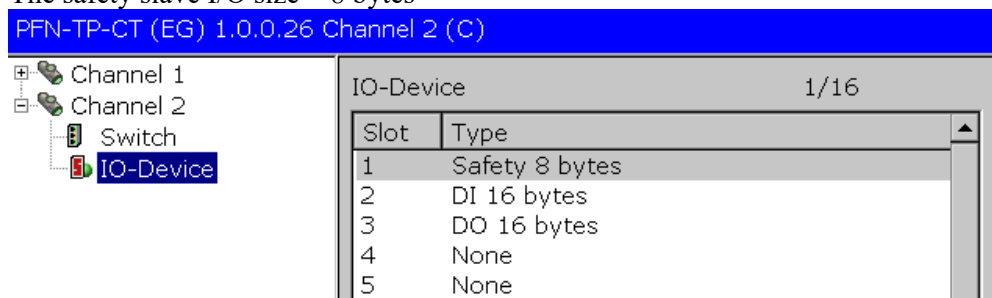 The safety slave I/O size = 8 bytes
PFN-TP-CT (EG) 1.0.0.26 Channel 2 (C)
Channel 1
Channel 2
Switch
IO-Device
IO-Device 1/16
Slot Type
1 Safety 8 bytes
2 DI 16 bytes
3 DO 16 bytes
4 None
5 None